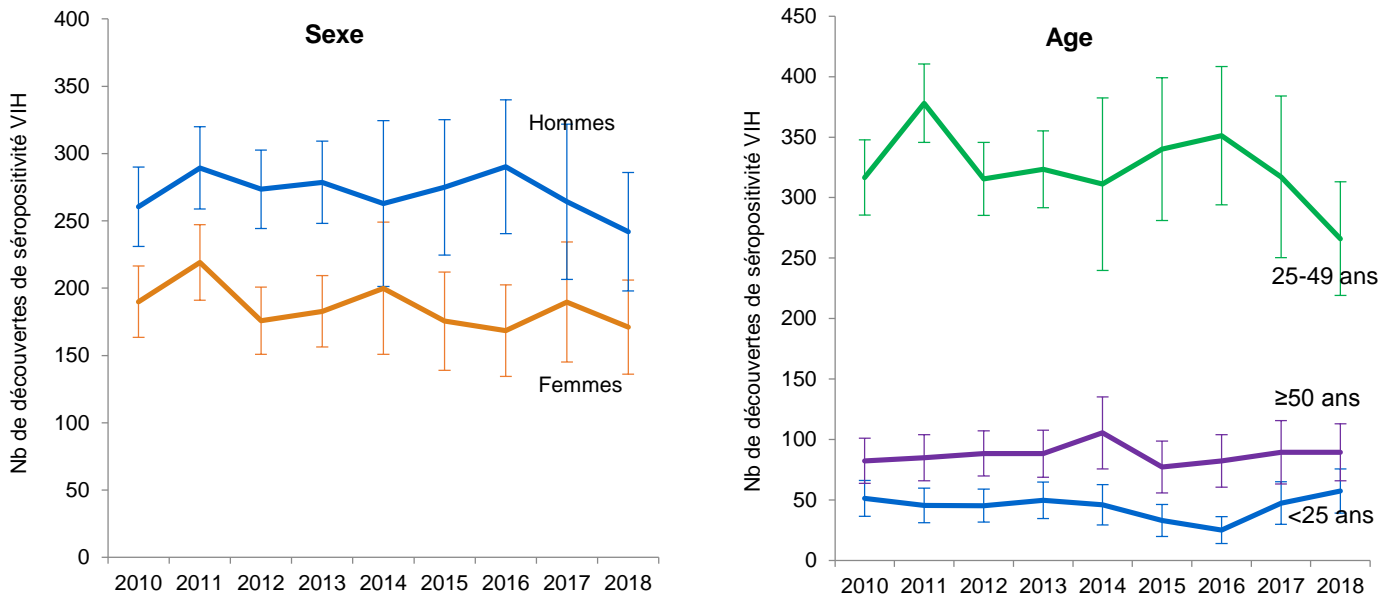 Sexe
Nb de découvertes de séropositivité VIH
400
350
300
250
200
150
100
50
0
Hommes
Femmes
2010 2011 2012 2013 2014 2015 2016 2017 2018
Age
Nb de découvertes de séropositivité VIH
450
400
350
300
250
200
150
100
50
0
25-49 ans
≥50 ans
<25 ans
2010 2011 2012 2013 2014 2015 2016 2017 2018